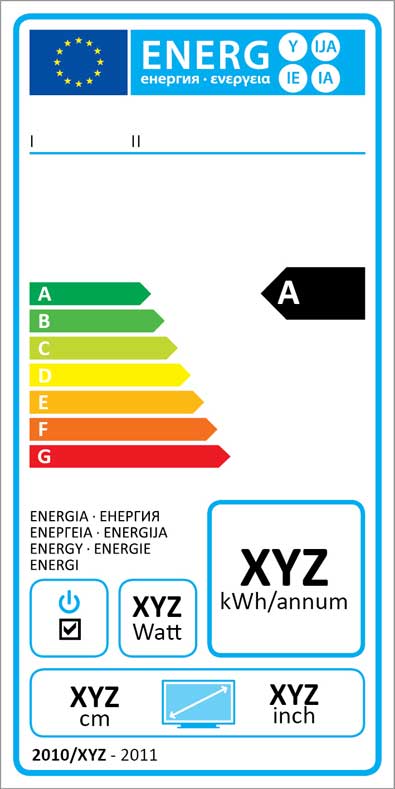 ENERG Y IJA
енергия · ενεργεια IE IA
I II
A
A
B
C
D
E
F
G
ENERGIA · ЕНЕРГИЯ
ΕΝΕΡΓΕΙΑ · ENERGIJA
ENERGY · ENERGIE
ENERGI
XYZ
kWh/annum
XYZ
Watt
XYZ
cm
XYZ
inch
2010/XYZ - 2011